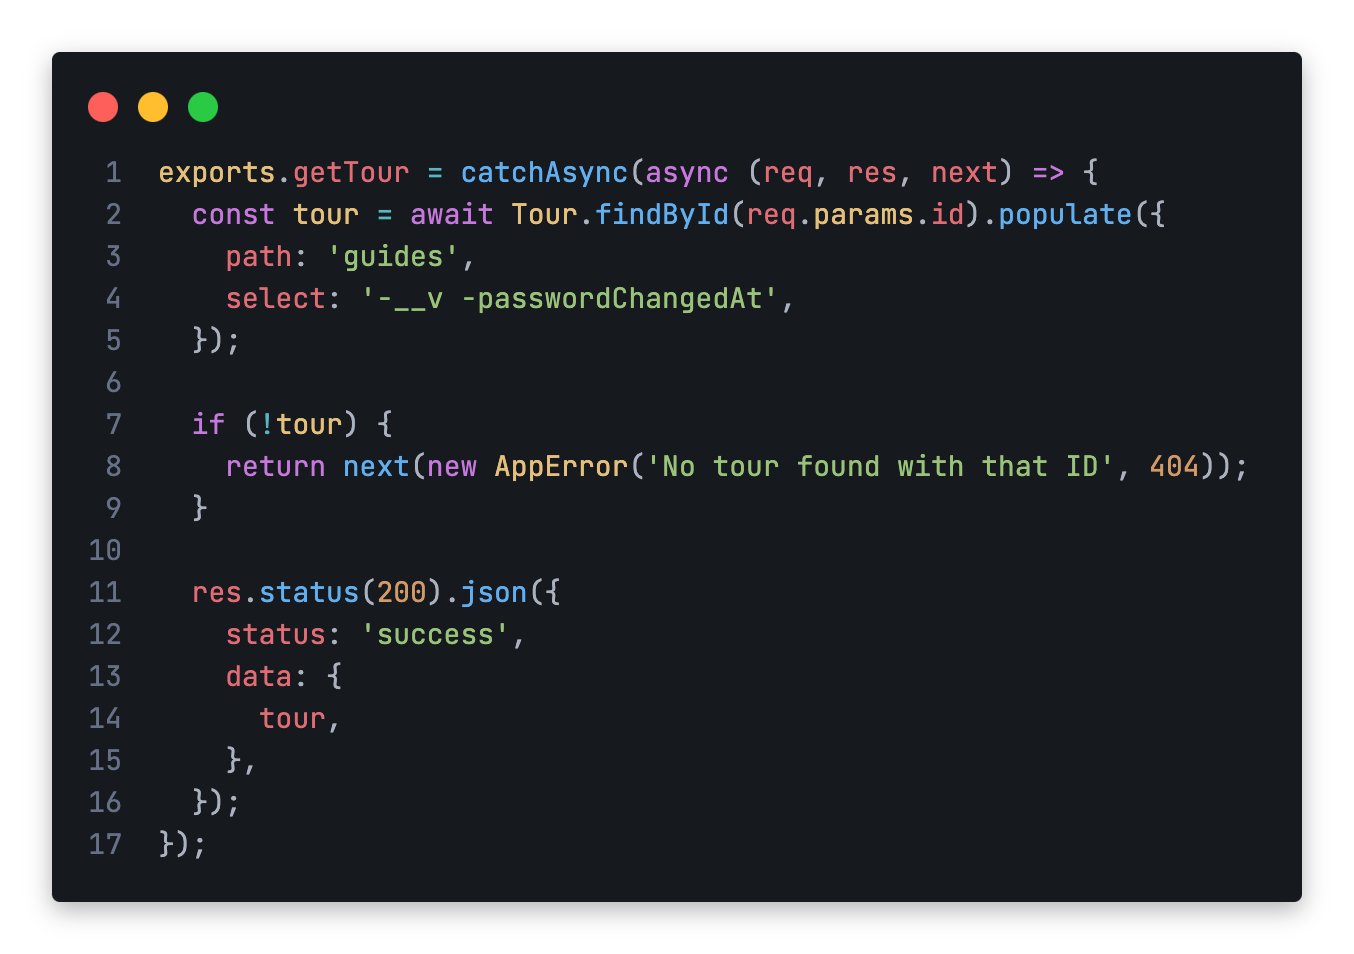 1 exports.getTour = catchAsync(async (req, res, next) => {
2   const tour = await Tour.findById(req.params.id).populate({
3     path: 'guides',
4     select: '-__v -passwordChangedAt',
5   });
6
7   if (!tour) {
8     return next(new AppError('No tour found with that ID', 404));
9   }
10
11   res.status(200).json({
12     status: 'success',
13     data: {
14       tour,
15     },
16   });
17 });